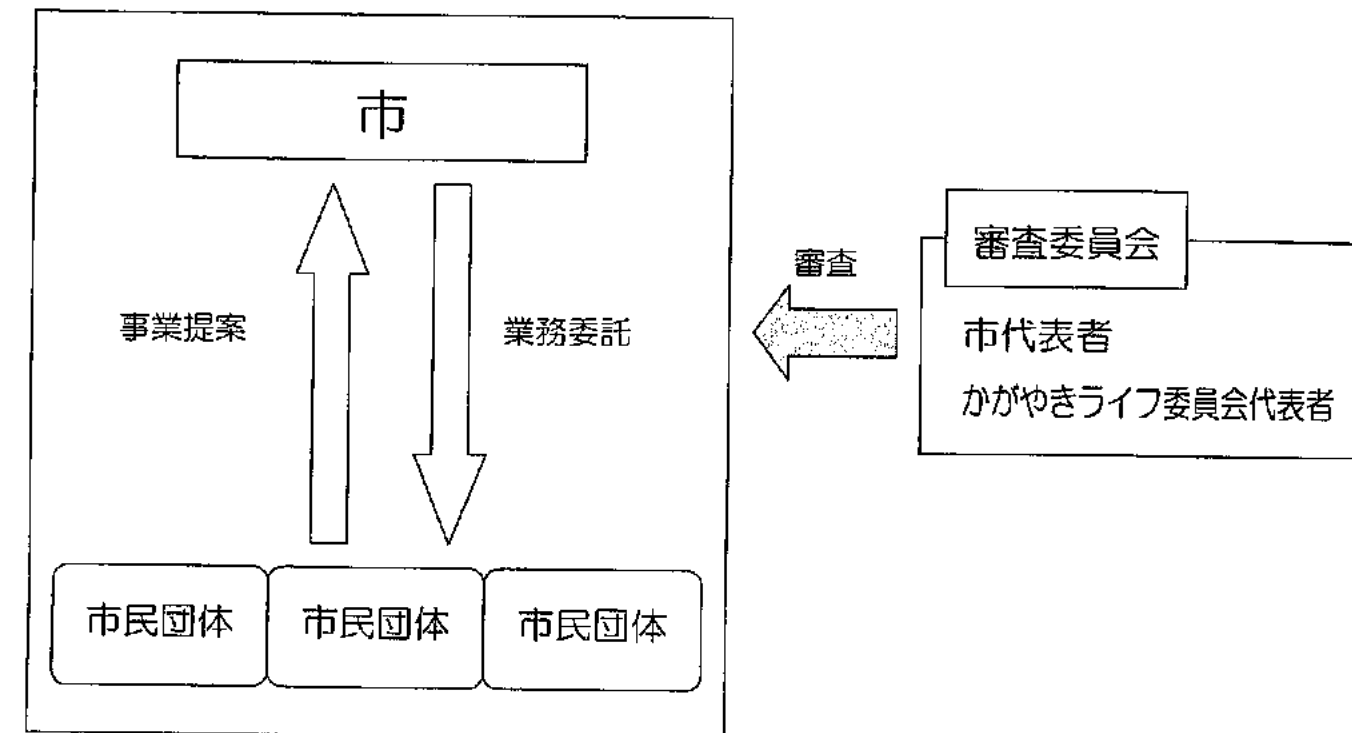 市
事業提案
業務委託
市民団体
市民団体
市民団体
審査
審査委員会
市代表者
かがやきライフ委員会代表者